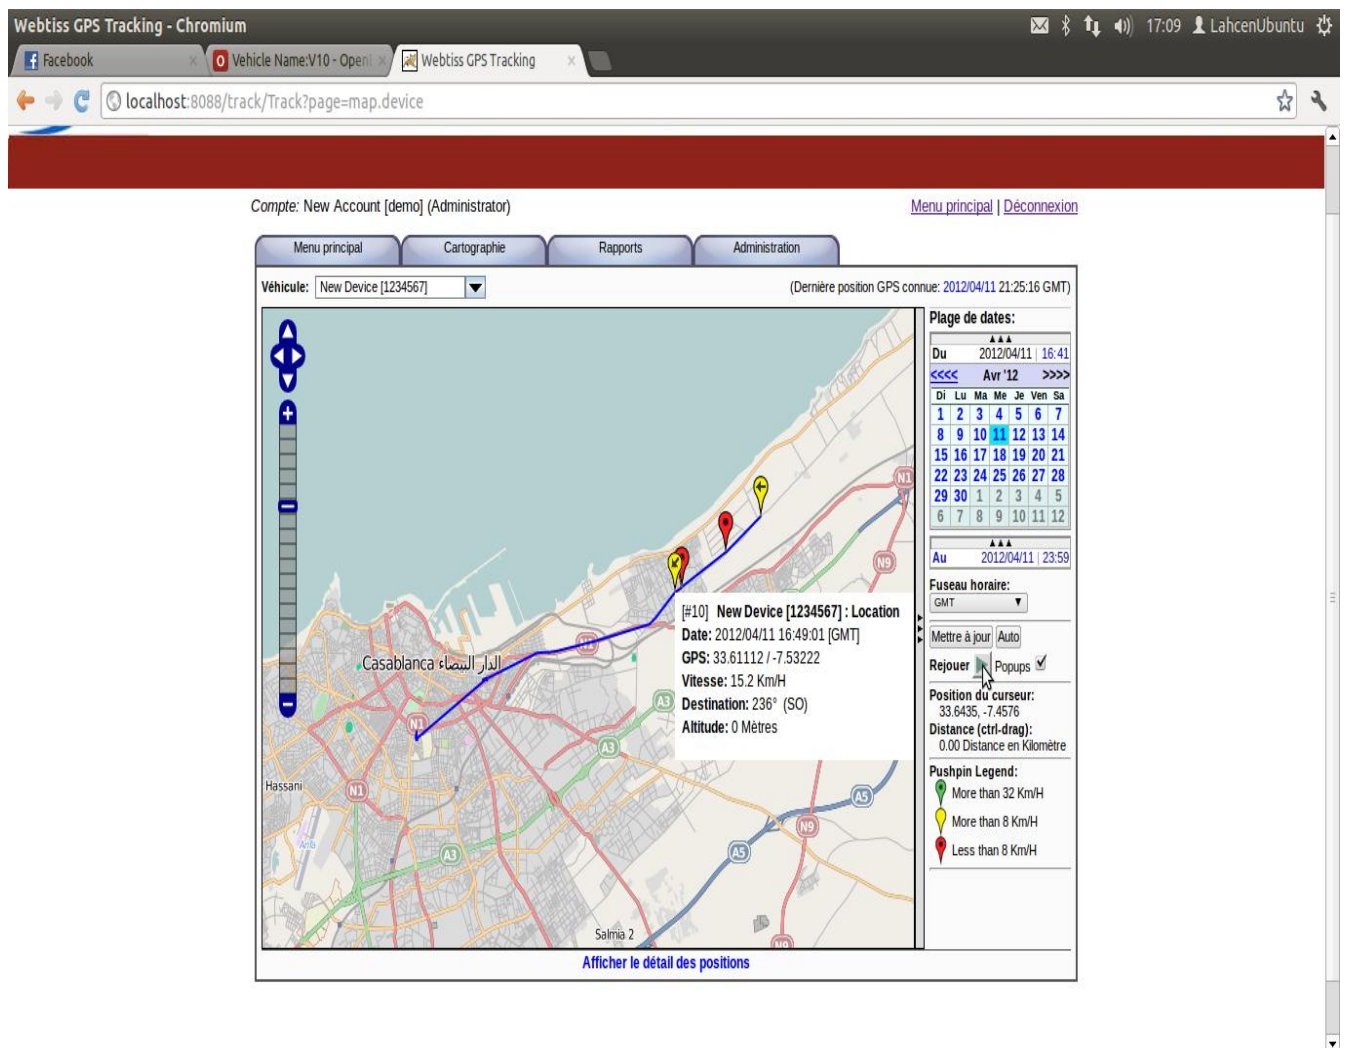 Webtiss GPS Tracking - Chromium
17:09 LahcenUbuntu
Facebook
Vehicle Name:V10 - Open
Webtiss GPS Tracking
localhost:8088/track/Track?page=map.device
Compte: New Account [demo] (Administrator)
Menu principal | Déconnexion
Menu principal
Cartographie
Rapports
Administration
Véhicule: New Device [1234567]
(Dernière position GPS connue: 2012/04/11 21:25:16 GMT)
Plage de dates:
Du 2012/04/11 | 16:41
<<<< Avr '12 >>>>
Di Lu Ma Me Je Ven Sa
1 2 3 4 5 6 7
8 9 10 11 12 13 14
15 16 17 18 19 20 21
22 23 24 25 26 27 28
29 30 1 2 3 4 5
6 7 8 9 10 11 12
Au 2012/04/11 | 23:59
Fuseau horaire:
GMT
Mettre à jour Auto
Rejouer Popups
Position du curseur:
33.6435, -7.4576
Distance (ctrl-drag):
0.00 Distance en Kilomètre
Pushpin Legend:
More than 32 Km/H
More than 8 Km/H
Less than 8 Km/H
N1
N9
N9
Casablanca الدار البيضاء
[#10] New Device [1234567] : Location
Date: 2012/04/11 16:49:01 [GMT]
GPS: 33.61112 / -7.53222
Vitesse: 15.2 Km/H
Destination: 236° (SO)
Altitude: 0 Mètres
A3
N1
A3
Hassani
N1
A5
N9
Anfa
A3
A5
Salmia 2
Afficher le détail des positions